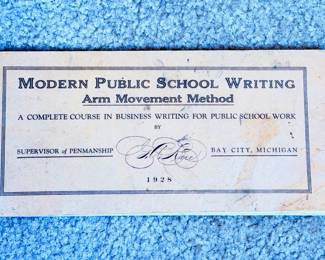 MODERN PUBLIC SCHOOL WRITING
Arm Movement Method
A COMPLETE COURSE IN BUSINESS WRITING FOR PUBLIC SCHOOL WORK
BY
SUPERVISOR of PENMANSHIP BAY CITY, MICHIGAN
1928